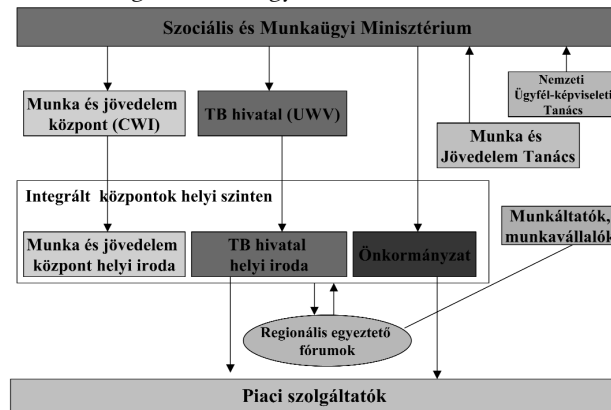 Szociális és Munkaügyi Minisztérium
Munka és jövedelem
központ (CWI)
TB hivatal (UWV)
Nemzeti
Ügyfél-képviseleti
Tanács
Munka és
Jövedelem Tanács
Integrált központok helyi szinten
Munka és jövedelem
központ helyi iroda
TB hivatal
helyi iroda
Önkormányzat
Munkáltatók,
munkavállalók
Regionális egyeztető
fórumok
Piaci szolgáltatók